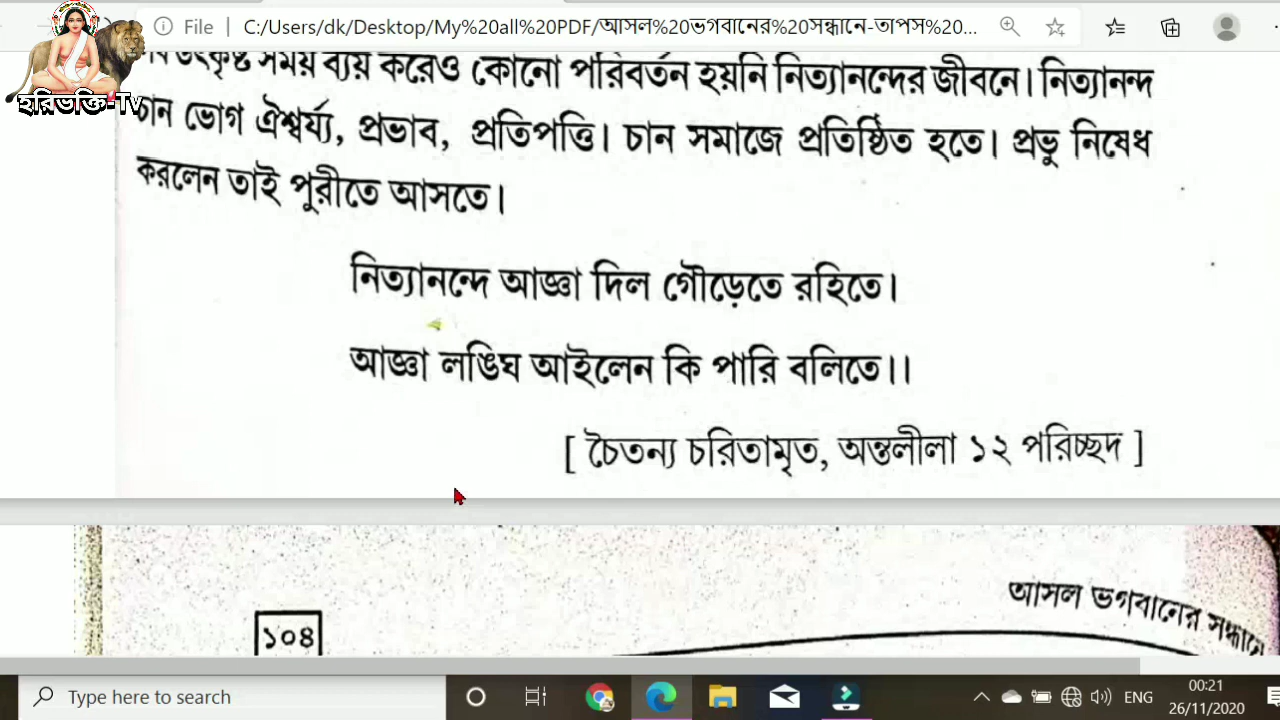 File
C:/Users/dk/Desktop/My%20all%20PDF/আসল%20ভগবানের%20সন্ধানে-তাপস%20...
হরিভক্তি-Tv
উৎকৃষ্ট সময় ব্যয় করেও কোনো পরিবর্তন হয়নি নিত্যানন্দের জীবনে। নিত্যানন্দ
চান ভোগ ঐশ্বর্য্য, প্রভাব, প্রতিপত্তি। চান সমাজে প্রতিষ্ঠিত হতে। প্রভু নিষেধ
করলেন তাই পুরীতে আসতে।
নিত্যানন্দে আজ্ঞা দিল গৌড়েতে রহিতে।
আজ্ঞা লঙিঘ আইলেন কি পারি বলিতে।।
[ চৈতন্য চরিতামৃত, অন্তলীলা ১২ পরিচ্ছদ ]
আসল ভগবানের সন্ধানে
১০৪
Type here to search
ENG
00:21
26/11/2020